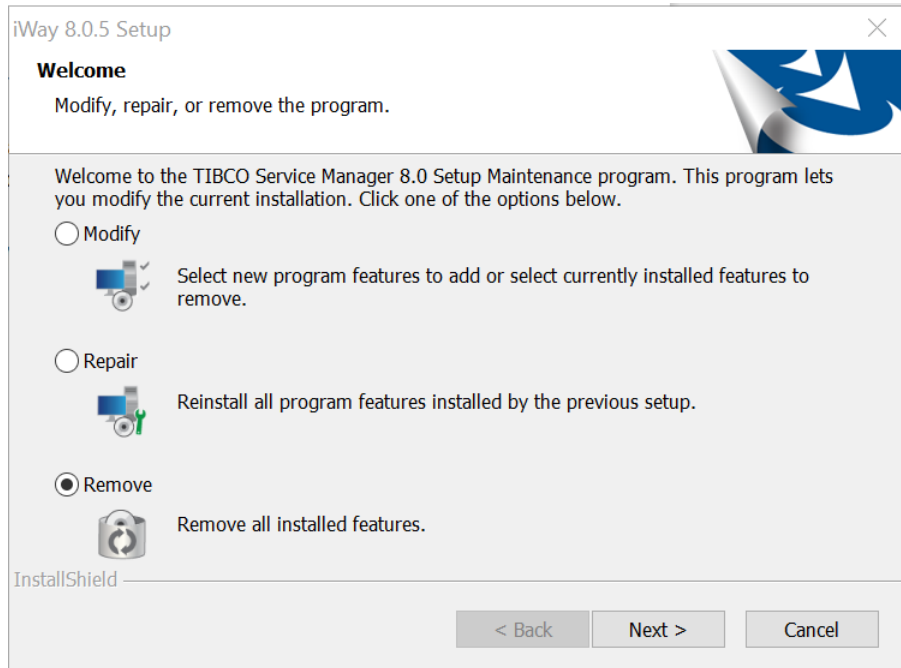 iWay 8.0.5 Setup
Welcome
Modify, repair, or remove the program.
Welcome to the TIBCO Service Manager 8.0 Setup Maintenance program. This program lets
you modify the current installation. Click one of the options below.
Modify
Select new program features to add or select currently installed features to
remove.
Repair
Reinstall all program features installed by the previous setup.
Remove
Remove all installed features.
InstallShield
< Back
Next >
Cancel